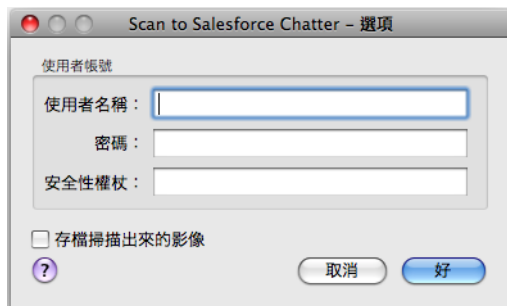 Scan to Salesforce Chatter – 選項
使用者帳號
使用者名稱：
密碼：
安全性權杖：
存檔掃描出來的影像
? 取消 好